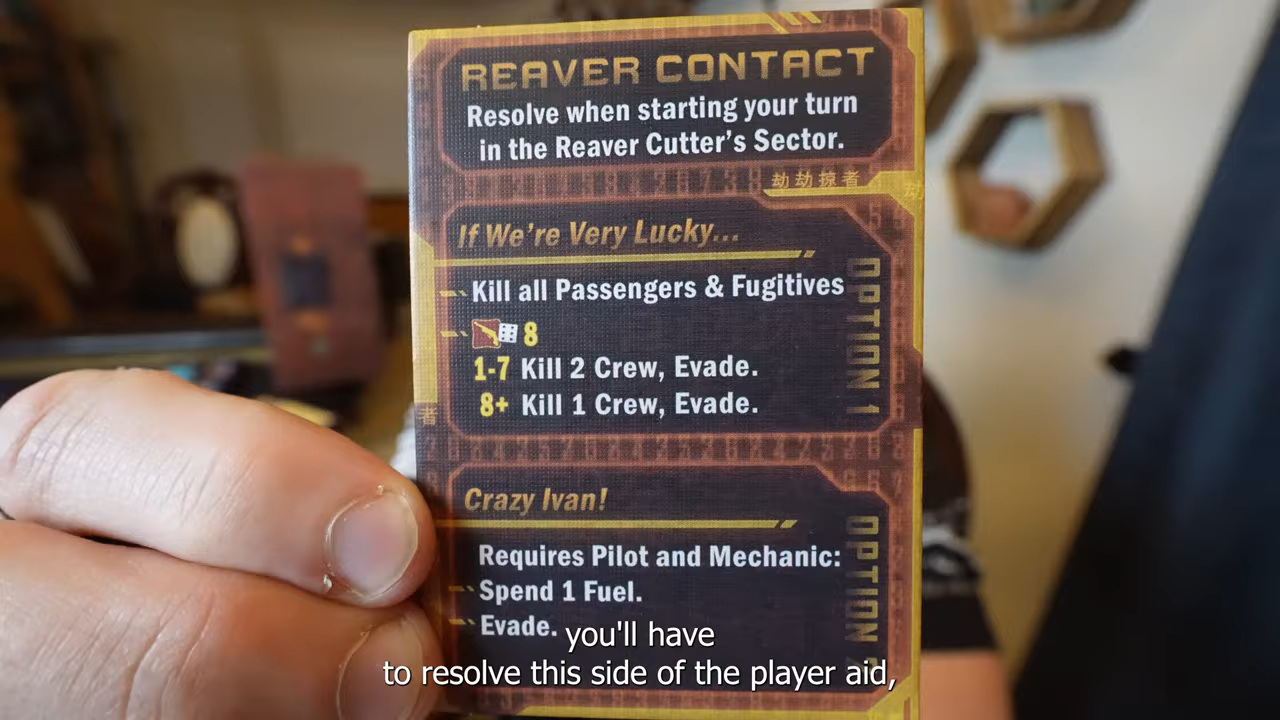 REAVER CONTACT
Resolve when starting your turn
in the Reaver Cutter's Sector.
劫劫掠者
If We're Very Lucky...
Kill all Passengers & Fugitives
8
1-7 Kill 2 Crew, Evade.
8+ Kill 1 Crew, Evade.
OPTION 1
者
Crazy Ivan!
Requires Pilot and Mechanic:
Spend 1 Fuel.
Evade.
OPTION
you'll have
to resolve this side of the player aid,